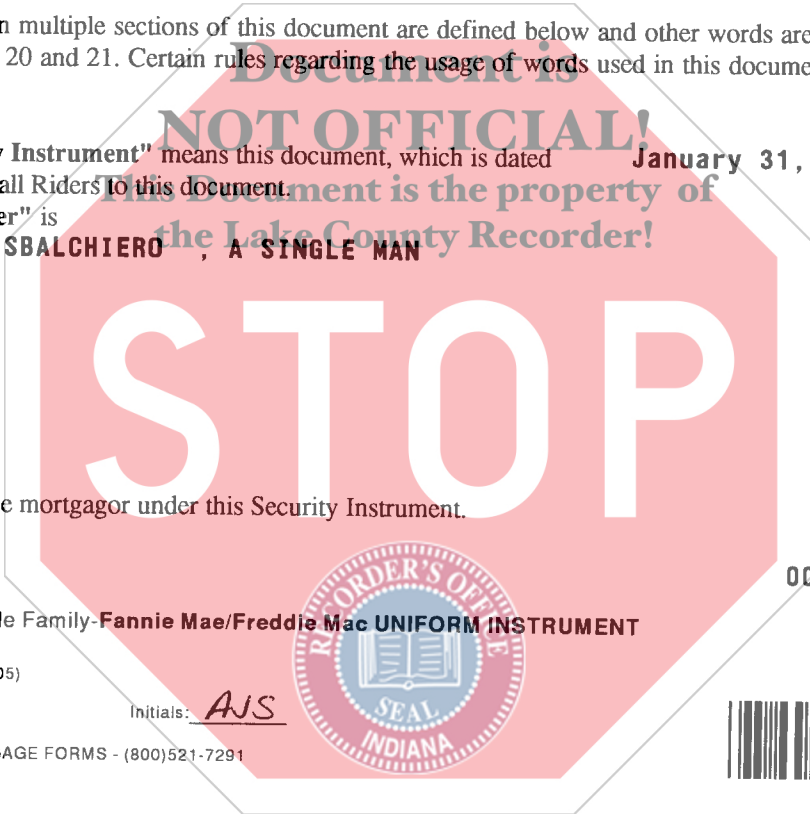 n multiple sections of this document are defined below and other words are
20 and 21. Certain rules regarding the usage of words used in this docume
Document is
NOT OFFICIAL!
Instrument" means this document, which is dated January 31,
all Riders to this document.
This Document is the property of
er" is
the Lake County Recorder!
SBALCHIERO , A SINGLE MAN
STOP
e mortgagor under this Security Instrument.
RECORDER'S OFFICE
SEAL
INDIANA
00
le Family-Fannie Mae/Freddie Mac UNIFORM INSTRUMENT
05)
Initials: AJS
AGE FORMS - (800)521-7291